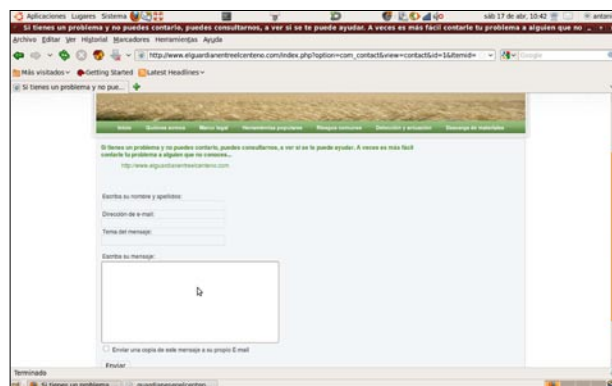 Aplicaciones Lugares Sistema sáb 17 de abr, 10:42
Si tienes un problema y no puedes contarlo, puedes consultarnos, a ver si se te puede ayudar. A veces es más fácil contarle tu problema a alguien que no
Archivo Editar Ver Historial Marcadores Herramientas Ayuda
http://www.elguardianentreelcenteno.com/index.php?option=com_contact&view=contact&id=1&Itemid= Google
Más visitados Getting Started Latest Headlines
Si tienes un problema y no pue...
Inicio Quiénes somos Marco legal Herramientas populares Riesgos comunes Detección y actuación Descarga de materiales
Si tienes un problema y no puedes contarlo, puedes consultarnos, a ver si se te puede ayudar. A veces es más fácil
contarle tu problema a alguien que no conoces...
http://www.elguardianentreelcenteno.com
Escriba su nombre y apellidos:
Dirección de e-mail:
Tema del mensaje:
Escriba su mensaje:
Enviar una copia de este mensaje a su propio E-mail
Enviar
Terminado
Si tienes un problema